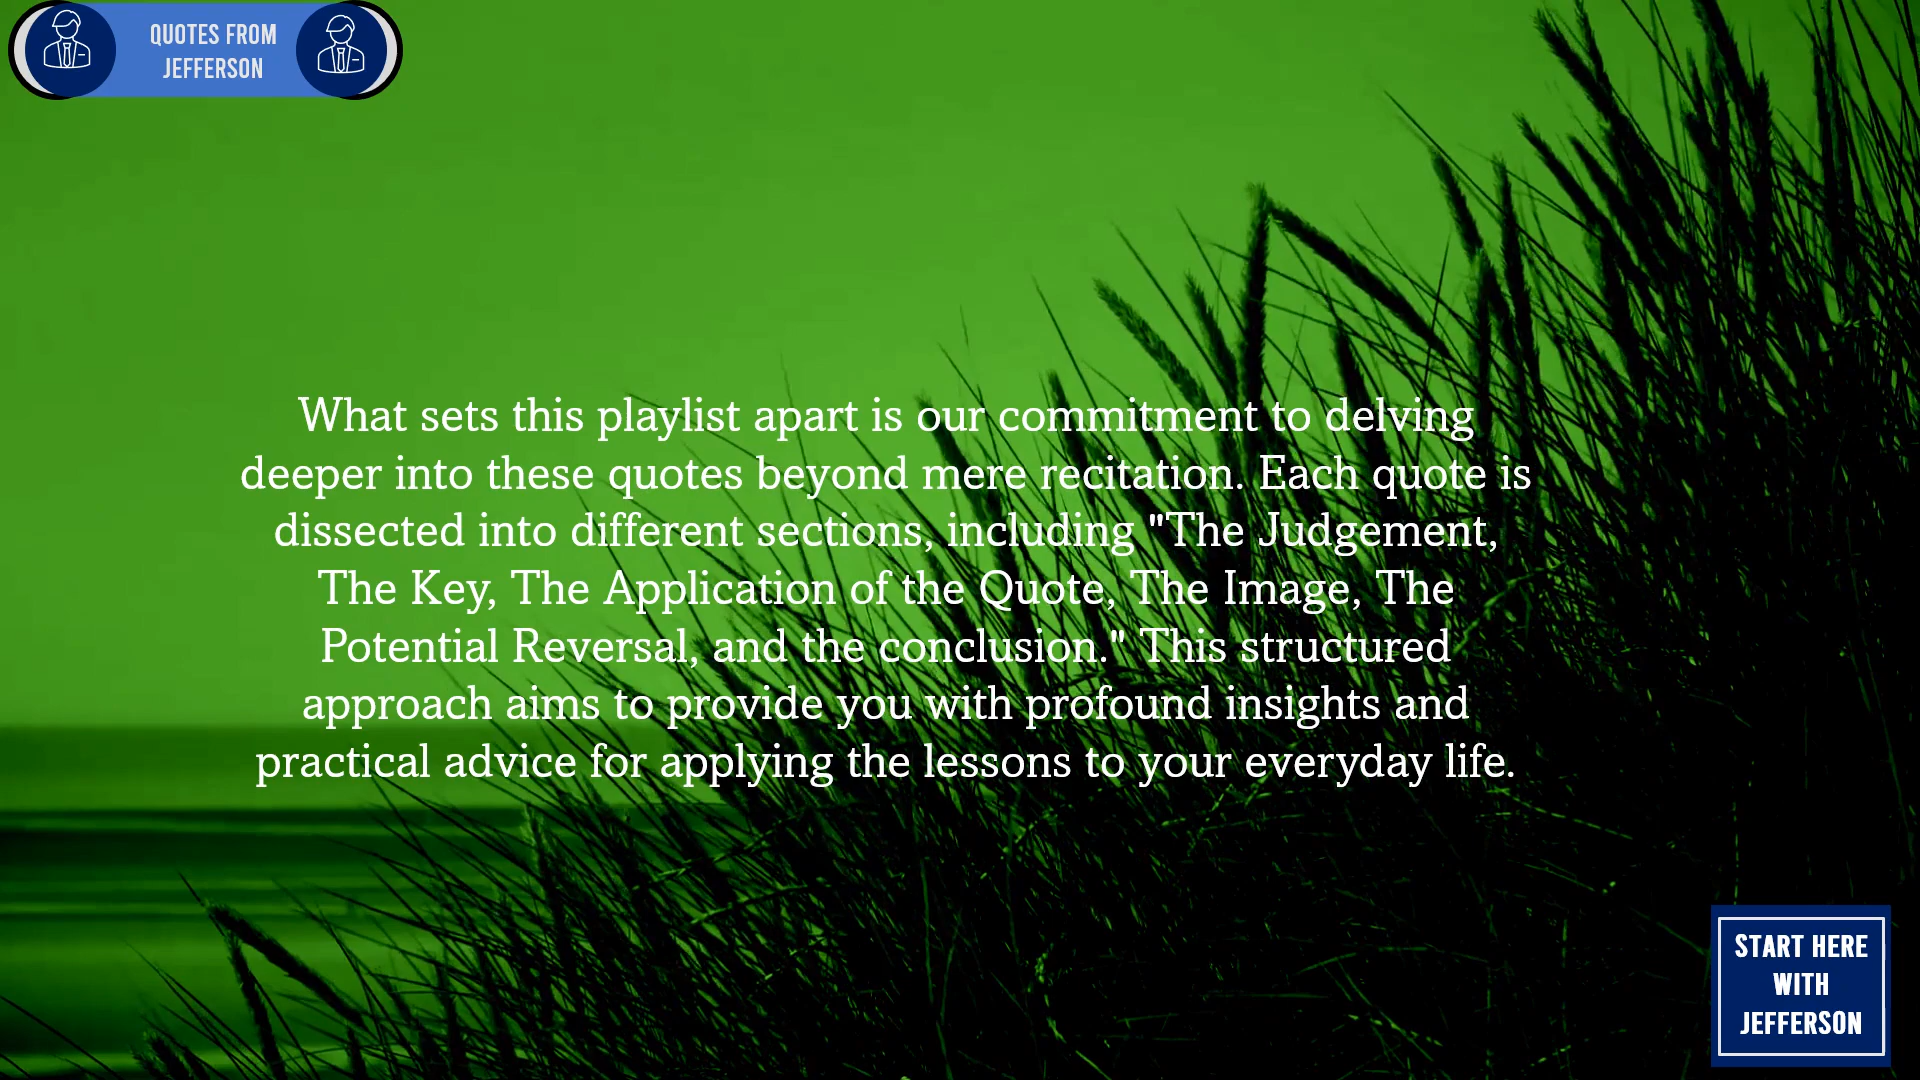 QUOTES FROM
JEFFERSON
What sets this playlist apart is our commitment to delving
deeper into these quotes beyond mere recitation. Each quote is
dissected into different sections, including "The Judgement,
The Key, The Application of the Quote, The Image, The
Potential Reversal, and the conclusion." This structured
approach aims to provide you with profound insights and
practical advice for applying the lessons to your everyday life.
START HERE
WITH
JEFFERSON